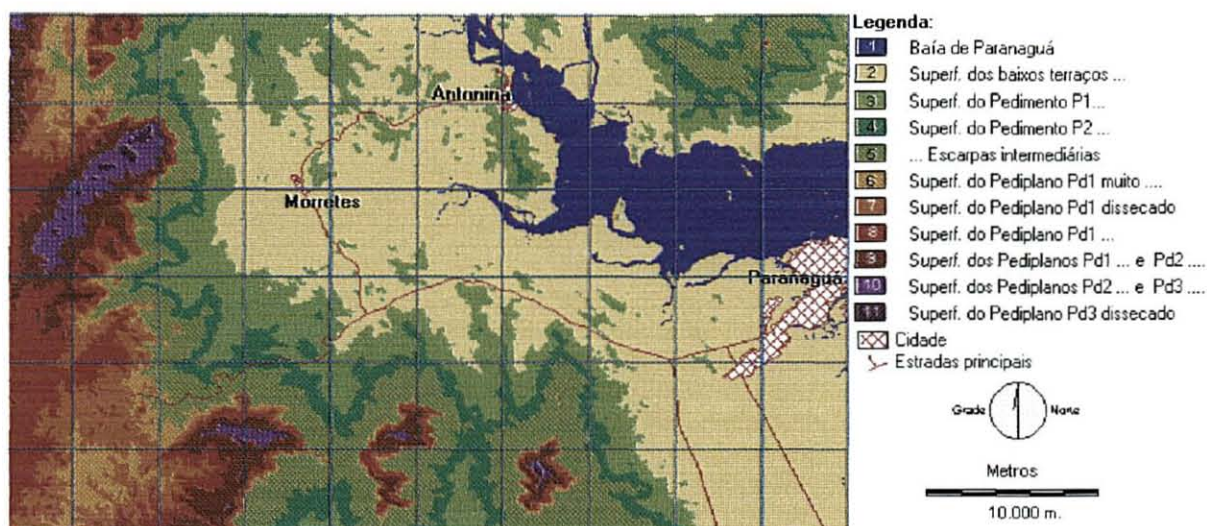 Antonina
Morretes
Paranaguá
Legenda:
1 Baía de Paranaguá
2 Superf. dos baixos terraços ...
3 Superf. do Pedimento P1...
4 Superf. do Pedimento P2 ...
5 ... Escarpas intermediárias
6 Superf. do Pediplano Pd1 muito ....
7 Superf. do Pediplano Pd1 dissecado
8 Superf. do Pediplano Pd1 ...
9 Superf. dos Pediplanos Pd1 ... e Pd2 ....
10 Superf. dos Pediplanos Pd2 ... e Pd3 ....
11 Superf. do Pediplano Pd3 dissecado
Cidade
Estradas principais
Grade Norte
Metros
10.000 m.